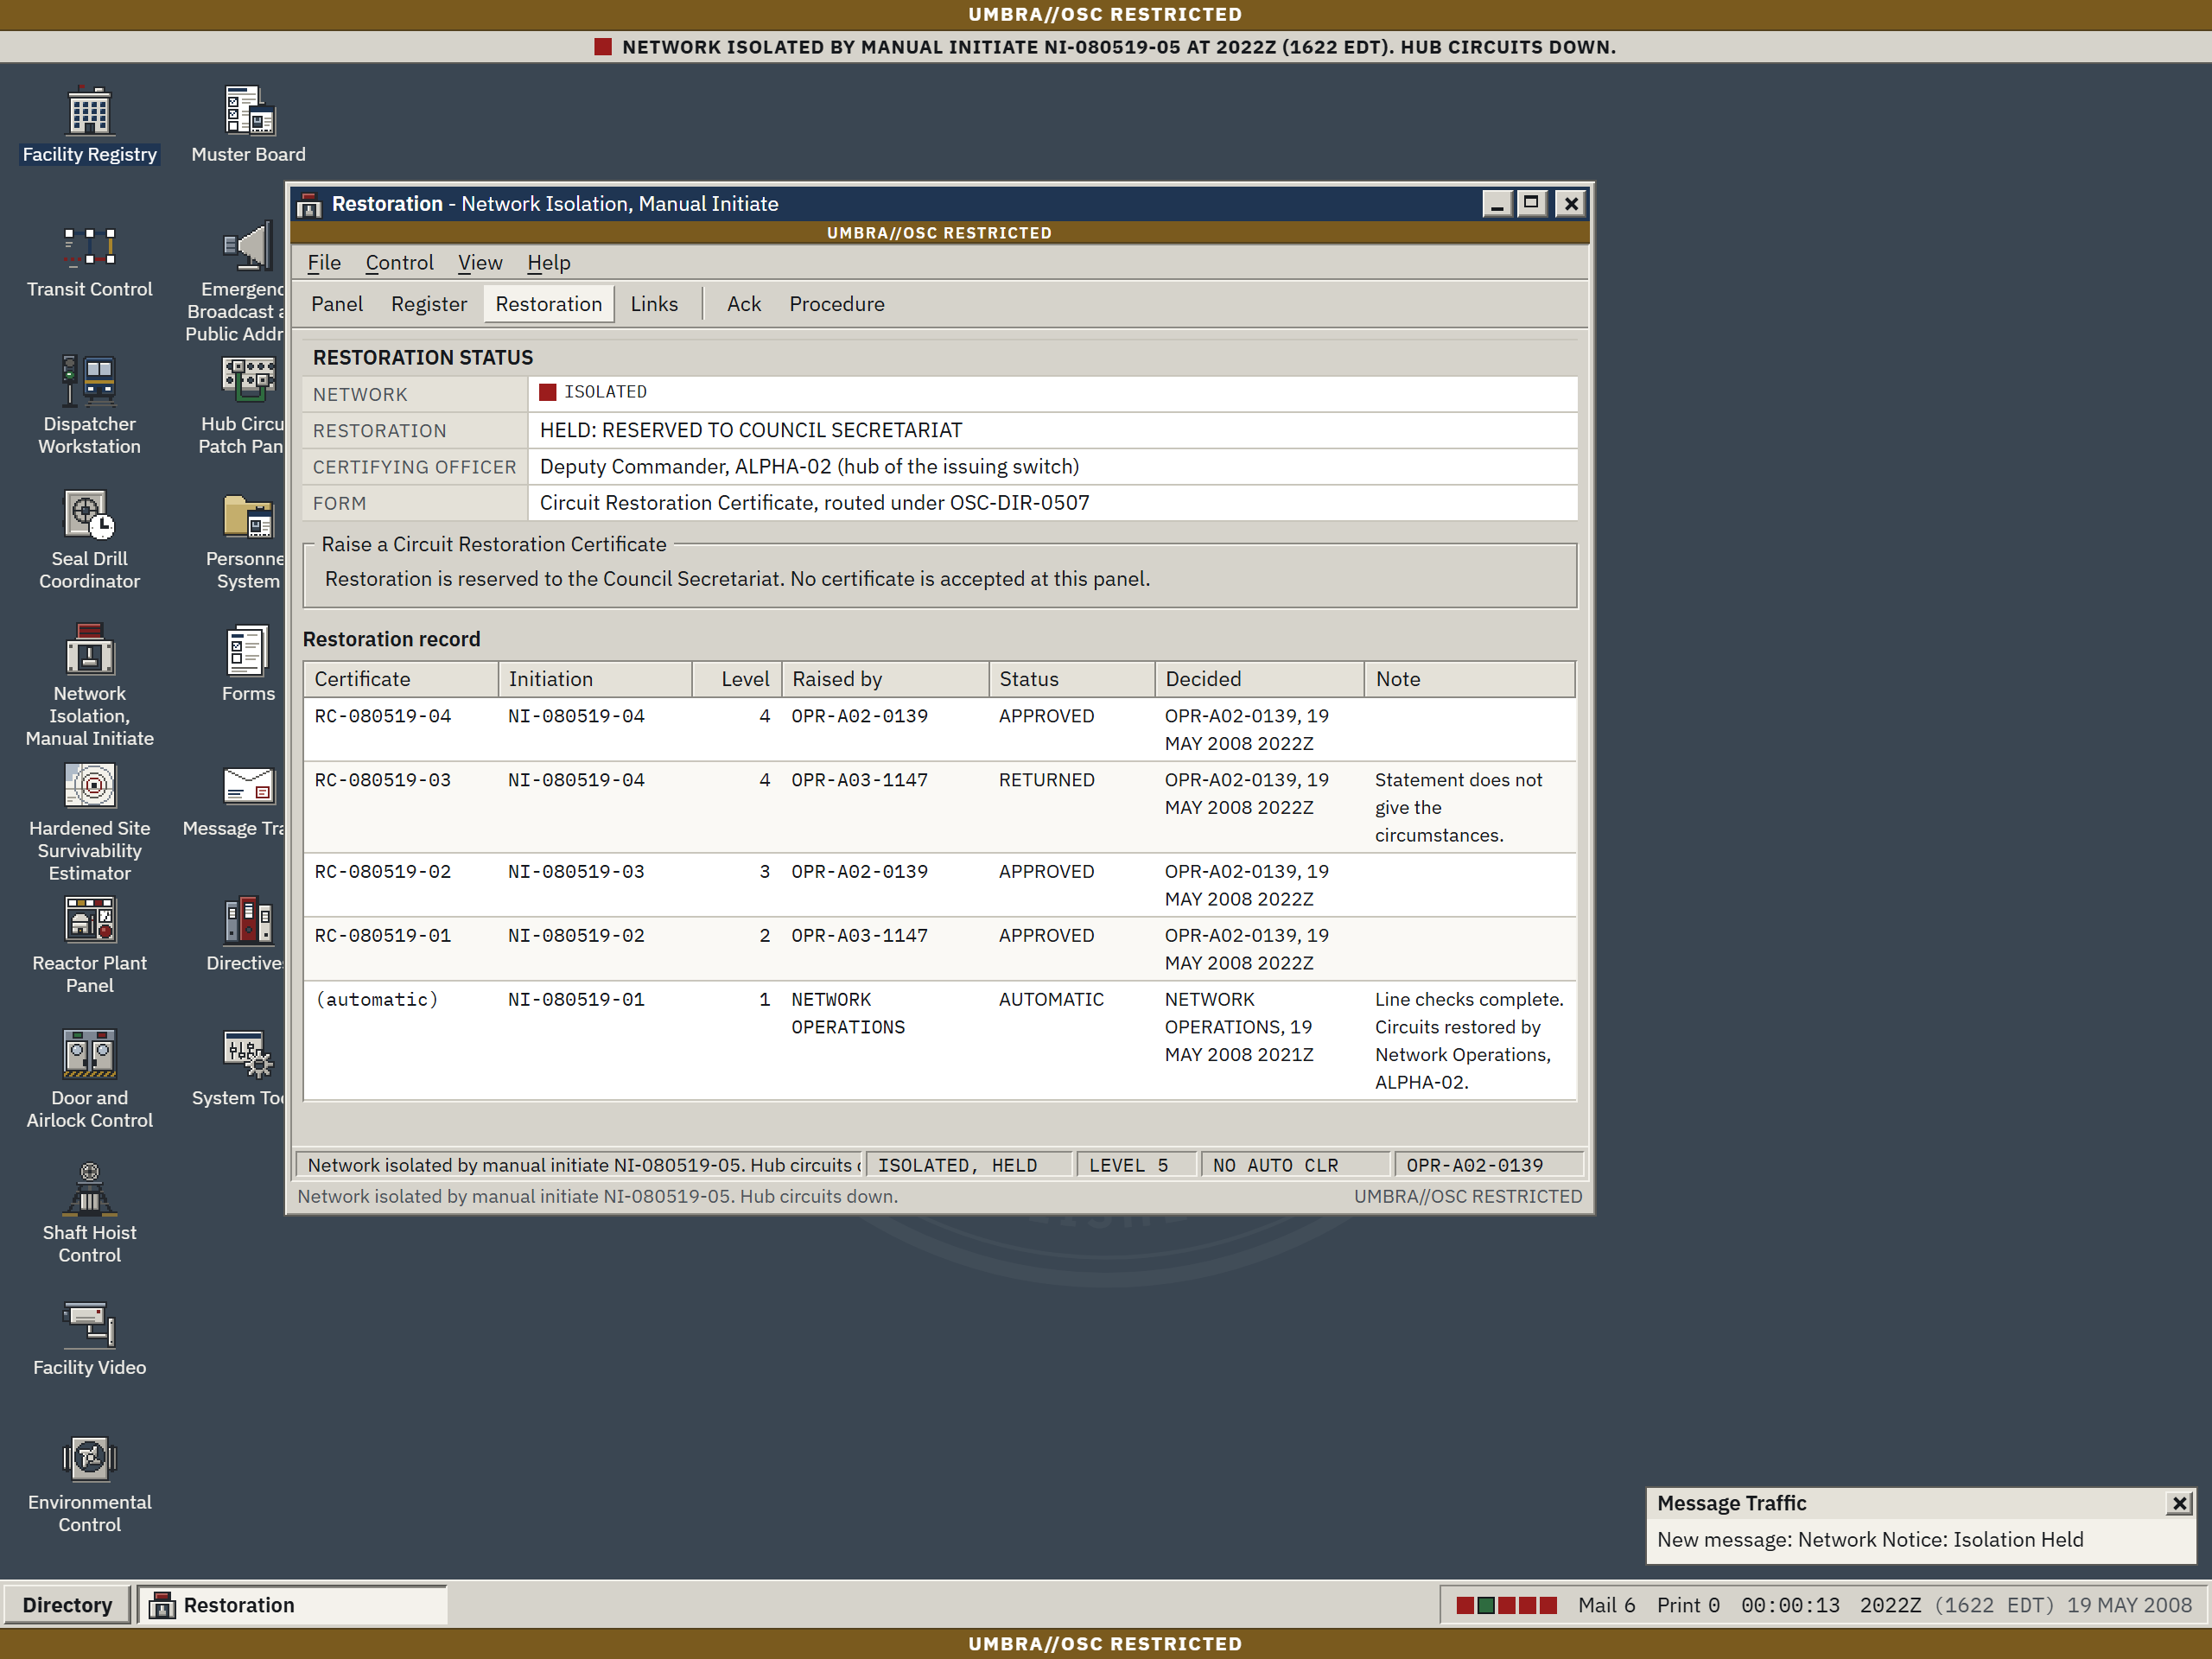 UMBRA//OSC RESTRICTED
NETWORK ISOLATED BY MANUAL INITIATE NI-080519-05 AT 2022Z (1622 EDT). HUB CIRCUITS DOWN.
Facility Registry
Muster Board
Transit Control
Emergenc
Broadcast a
Public Addr
Dispatcher
Workstation
Hub Circu
Patch Pan
Seal Drill
Coordinator
Personne
System
Network
Isolation,
Manual Initiate
Forms
Hardened Site
Survivability
Estimator
Message Tra
Reactor Plant
Panel
Directives
Door and
Airlock Control
System Too
Shaft Hoist
Control
Facility Video
Environmental
Control
Restoration - Network Isolation, Manual Initiate
UMBRA//OSC RESTRICTED
File Control View Help
Panel Register Restoration Links Ack Procedure
RESTORATION STATUS
NETWORK ISOLATED
RESTORATION HELD: RESERVED TO COUNCIL SECRETARIAT
CERTIFYING OFFICER Deputy Commander, ALPHA-02 (hub of the issuing switch)
FORM Circuit Restoration Certificate, routed under OSC-DIR-0507
Raise a Circuit Restoration Certificate
Restoration is reserved to the Council Secretariat. No certificate is accepted at this panel.
Restoration record
Certificate Initiation Level Raised by Status Decided Note
RC-080519-04 NI-080519-04 4 OPR-A02-0139 APPROVED OPR-A02-0139, 19
MAY 2008 2022Z
RC-080519-03 NI-080519-04 4 OPR-A03-1147 RETURNED OPR-A02-0139, 19 Statement does not
MAY 2008 2022Z give the
circumstances.
RC-080519-02 NI-080519-03 3 OPR-A02-0139 APPROVED OPR-A02-0139, 19
MAY 2008 2022Z
RC-080519-01 NI-080519-02 2 OPR-A03-1147 APPROVED OPR-A02-0139, 19
MAY 2008 2022Z
(automatic) NI-080519-01 1 NETWORK AUTOMATIC NETWORK Line checks complete.
OPERATIONS OPERATIONS, 19 Circuits restored by
MAY 2008 2021Z Network Operations,
ALPHA-02.
Network isolated by manual initiate NI-080519-05. Hub circuits ISOLATED, HELD LEVEL 5 NO AUTO CLR OPR-A02-0139
Network isolated by manual initiate NI-080519-05. Hub circuits down. UMBRA//OSC RESTRICTED
Message Traffic
New message: Network Notice: Isolation Held
Directory Restoration Mail 6 Print 0 00:00:13 2022Z (1622 EDT) 19 MAY 2008
UMBRA//OSC RESTRICTED